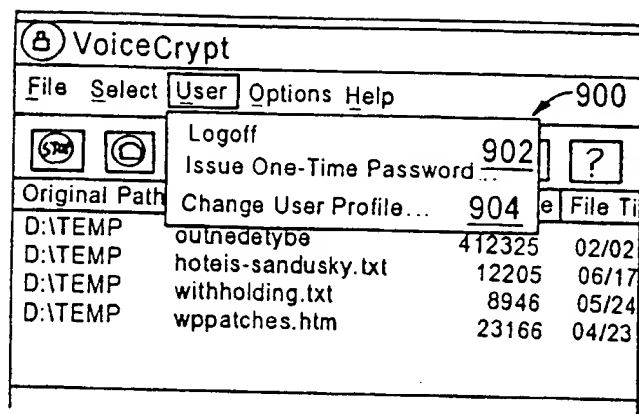 VoiceCrypt
File Select User Options Help
900
Logoff
Issue One-Time Password...
902
STOP
?
Change User Profile...
904
Original Path
e
File Ti
D:\TEMP 412325 02/02
D:\TEMP hoteis-sandusky.txt 12205 06/17
D:\TEMP withholding.txt 8946 05/24
D:\TEMP wppatches.htm 23166 04/23